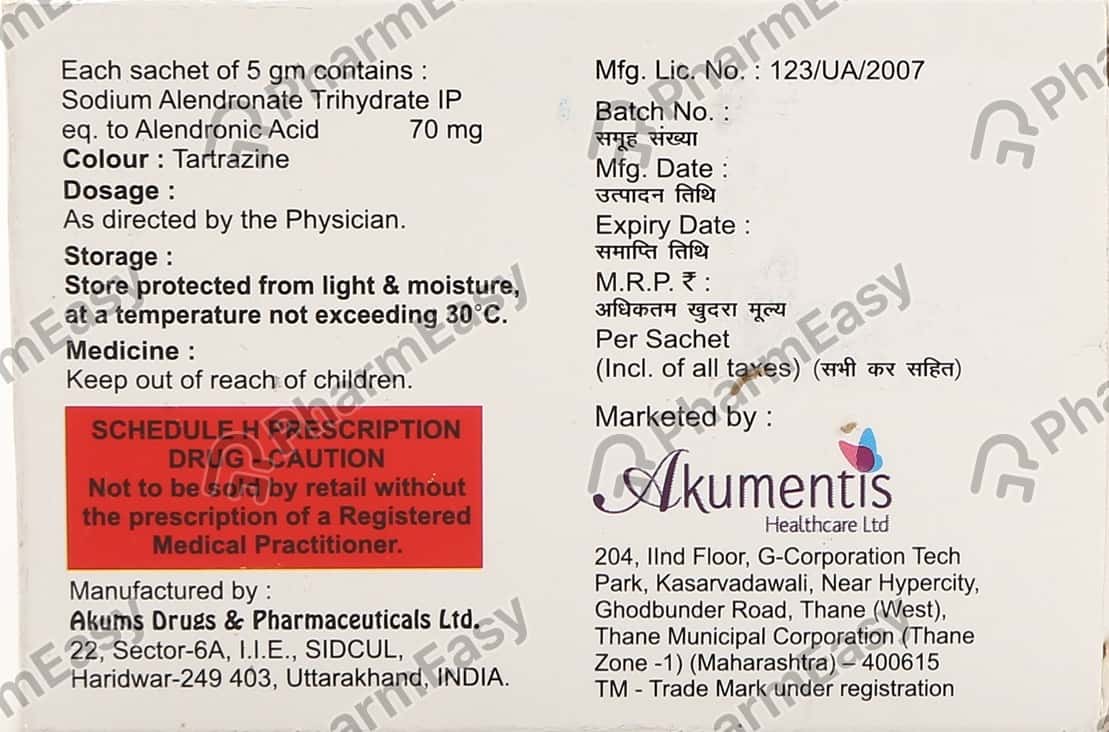 Each sachet of 5 gm contains :
Sodium Alendronate Trihydrate IP
eq. to Alendronic Acid 70 mg
Colour : Tartrazine
Dosage :
As directed by the Physician.
Storage :
Store protected from light & moisture,
at a temperature not exceeding 30°C.
Medicine :
Keep out of reach of children.
SCHEDULE H PRESCRIPTION
DRUG - CAUTION
Not to be sold by retail without
the prescription of a Registered
Medical Practitioner.
Manufactured by :
Akums Drugs & Pharmaceuticals Ltd.
22, Sector-6A, I.I.E., SIDCUL,
Haridwar-249 403, Uttarakhand, INDIA.
Mfg. Lic. No. : 123/UA/2007
Batch No. :
समूह संख्या
Mfg. Date :
उत्पादन तिथि
Expiry Date :
समाप्ति तिथि
M.R.P. ₹ :
अधिकतम खुदरा मूल्य
Per Sachet
(Incl. of all taxes) (सभी कर सहित)
Marketed by :
Akumentis
Healthcare Ltd
204, IInd Floor, G-Corporation Tech
Park, Kasarvadawali, Near Hypercity,
Ghodbunder Road, Thane (West),
Thane Municipal Corporation (Thane
Zone -1) (Maharashtra) – 400615
TM - Trade Mark under registration
PharmEasy